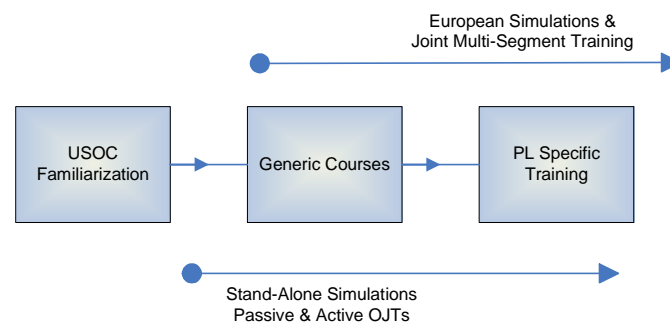 European Simulations &
Joint Multi-Segment Training
USOC
Familiarization
Generic Courses
PL Specific
Training
Stand-Alone Simulations
Passive & Active OJTs